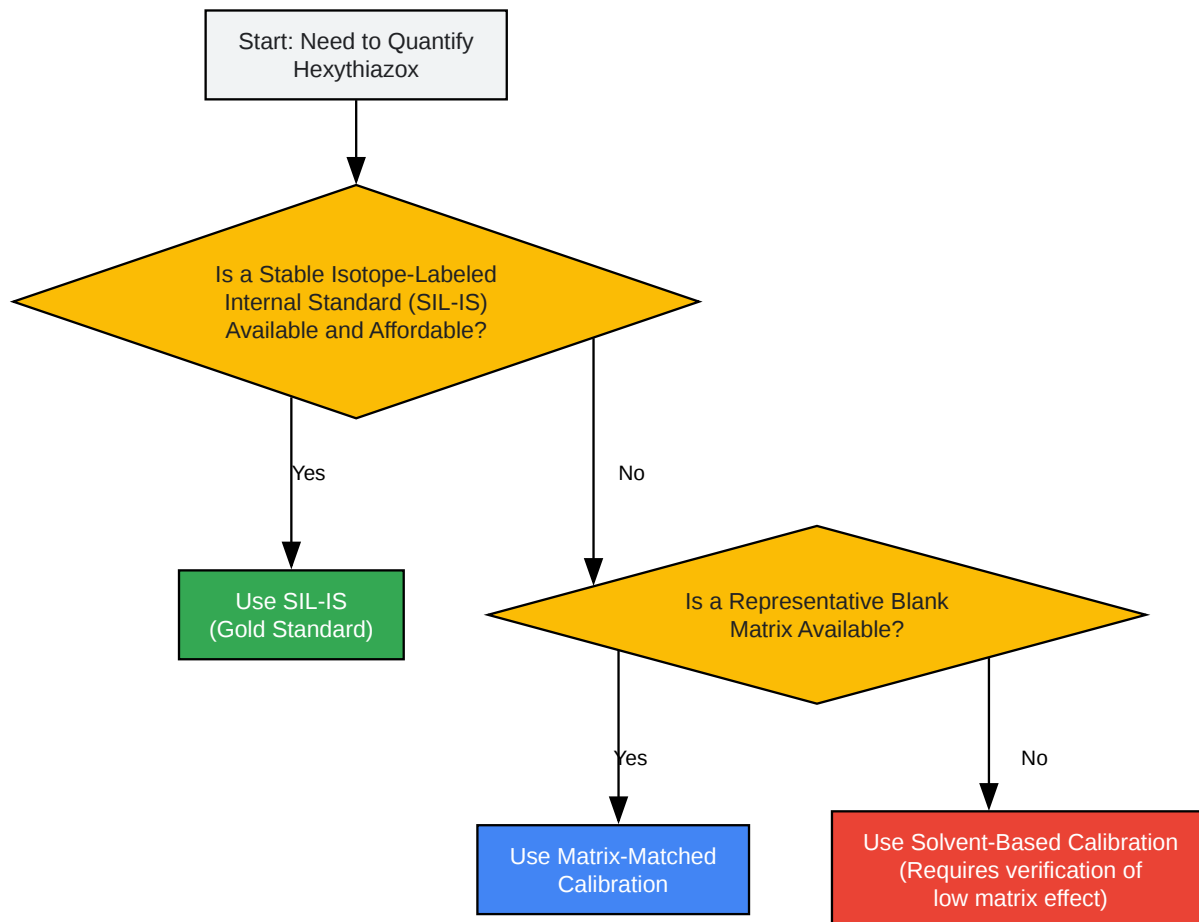 Start: Need to Quantify
Hexythiazox
Is a Stable Isotope-Labeled
Internal Standard (SIL-IS)
Available and Affordable?
Yes
No
Use SIL-IS
(Gold Standard)
Is a Representative Blank
Matrix Available?
Yes
No
Use Matrix-Matched
Calibration
Use Solvent-Based Calibration
(Requires verification of
low matrix effect)